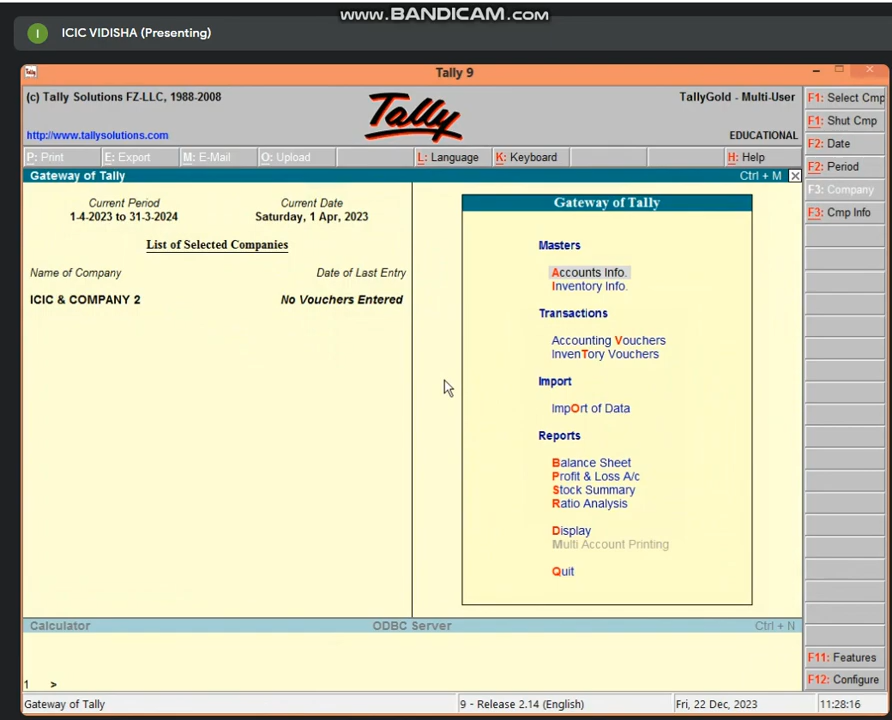 www.BANDICAM.com
I ICIC VIDISHA (Presenting)
Tally Tally 9
(c) Tally Solutions FZ-LLC, 1988-2008
Tally
TallyGold - Multi-User
http://www.tallysolutions.com
EDUCATIONAL
P: Print E: Export M: E-Mail O: Upload L: Language K: Keyboard H: Help
Gateway of Tally Ctrl + M
Current Period Current Date
1-4-2023 to 31-3-2024 Saturday, 1 Apr, 2023
List of Selected Companies
Name of Company Date of Last Entry
ICIC & COMPANY 2 No Vouchers Entered
Gateway of Tally
Masters
Accounts Info.
Inventory Info.
Transactions
Accounting Vouchers
InvenTory Vouchers
Import
ImpOrt of Data
Reports
Balance Sheet
Profit & Loss A/c
Stock Summary
Ratio Analysis
Display
Multi Account Printing
Quit
F1: Select Cmp
F1: Shut Cmp
F2: Date
F2: Period
F3: Company
F3: Cmp Info
F11: Features
F12: Configure
Calculator ODBC Server Ctrl + N
1 >
Gateway of Tally 9 - Release 2.14 (English) Fri, 22 Dec, 2023 11:28:16